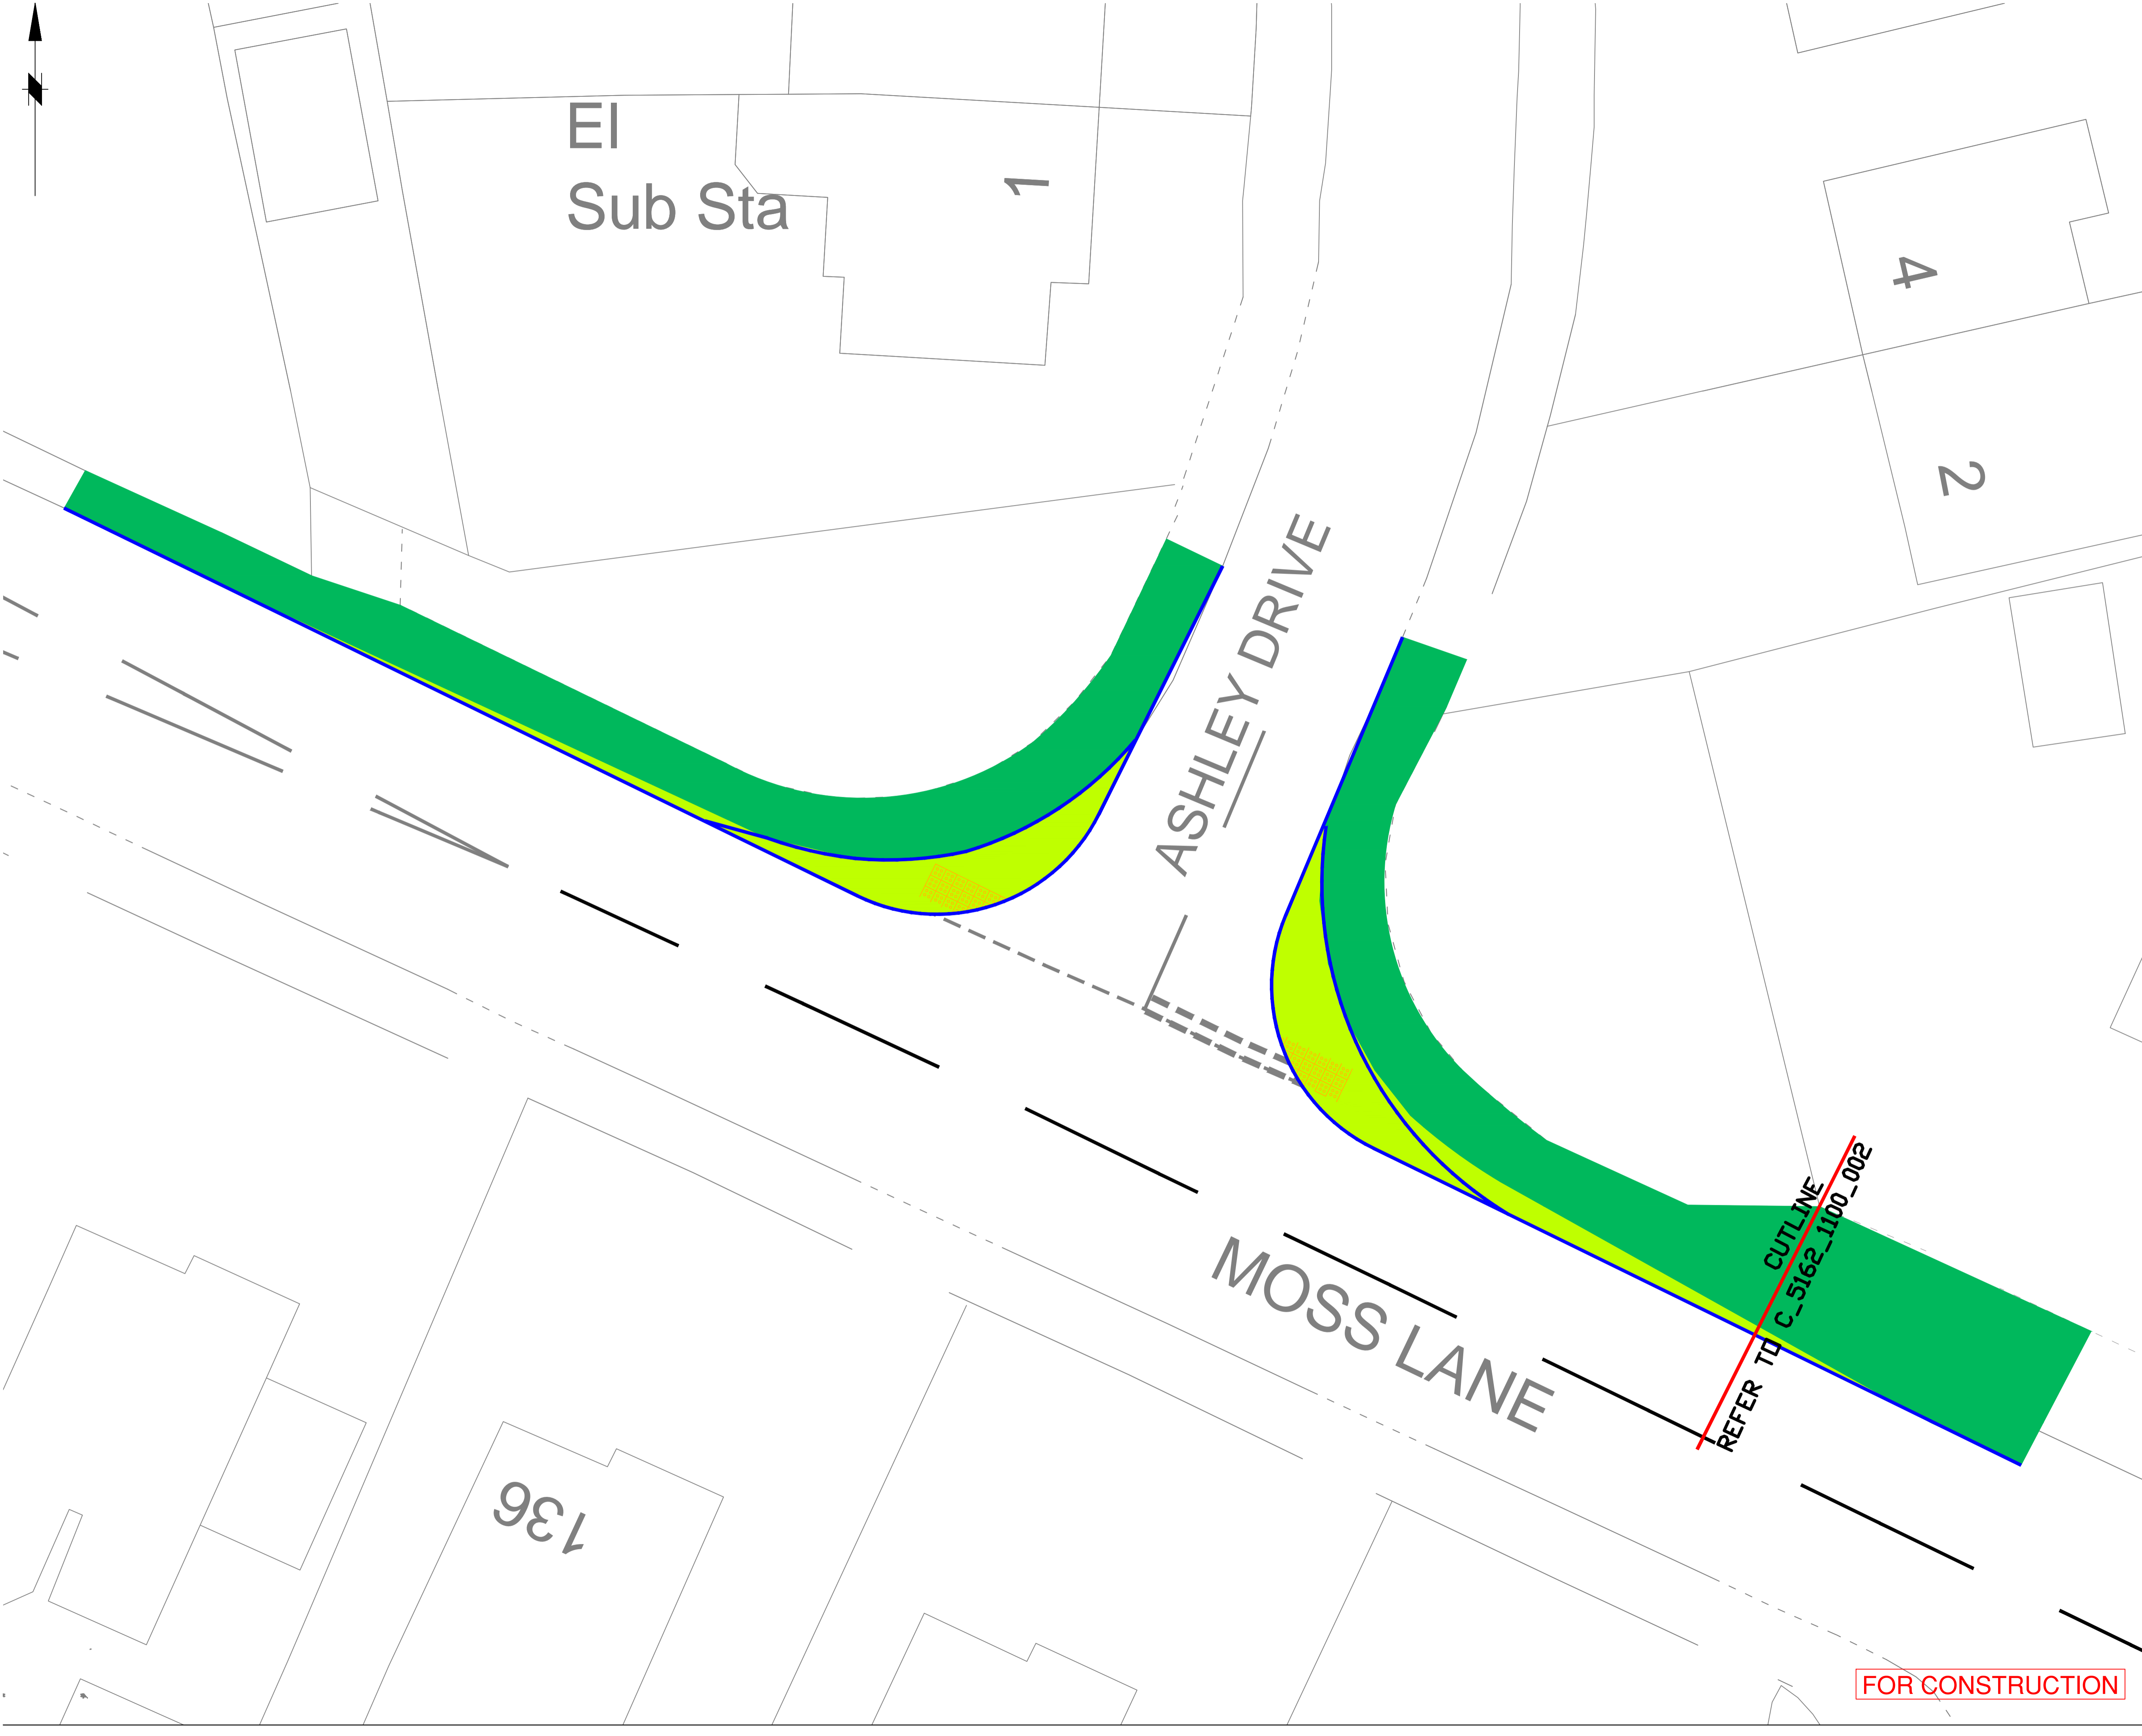 El
Sub Sta
1
4
2
ASHLEY DRIVE
CUTLINE
REFER TO C_5162_1100_002
MOSS LANE
136
FOR CONSTRUCTION